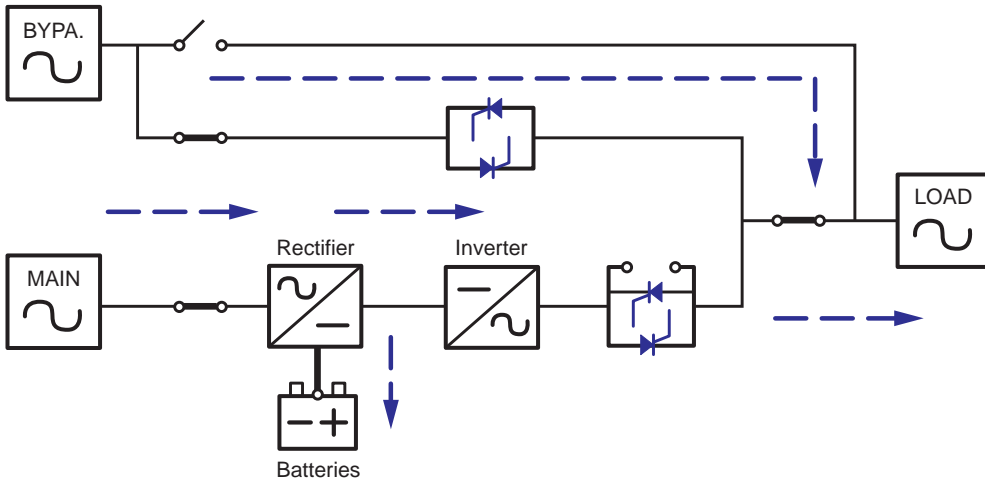 BYPA.
LOAD
Rectifier
Inverter
MAIN
Batteries